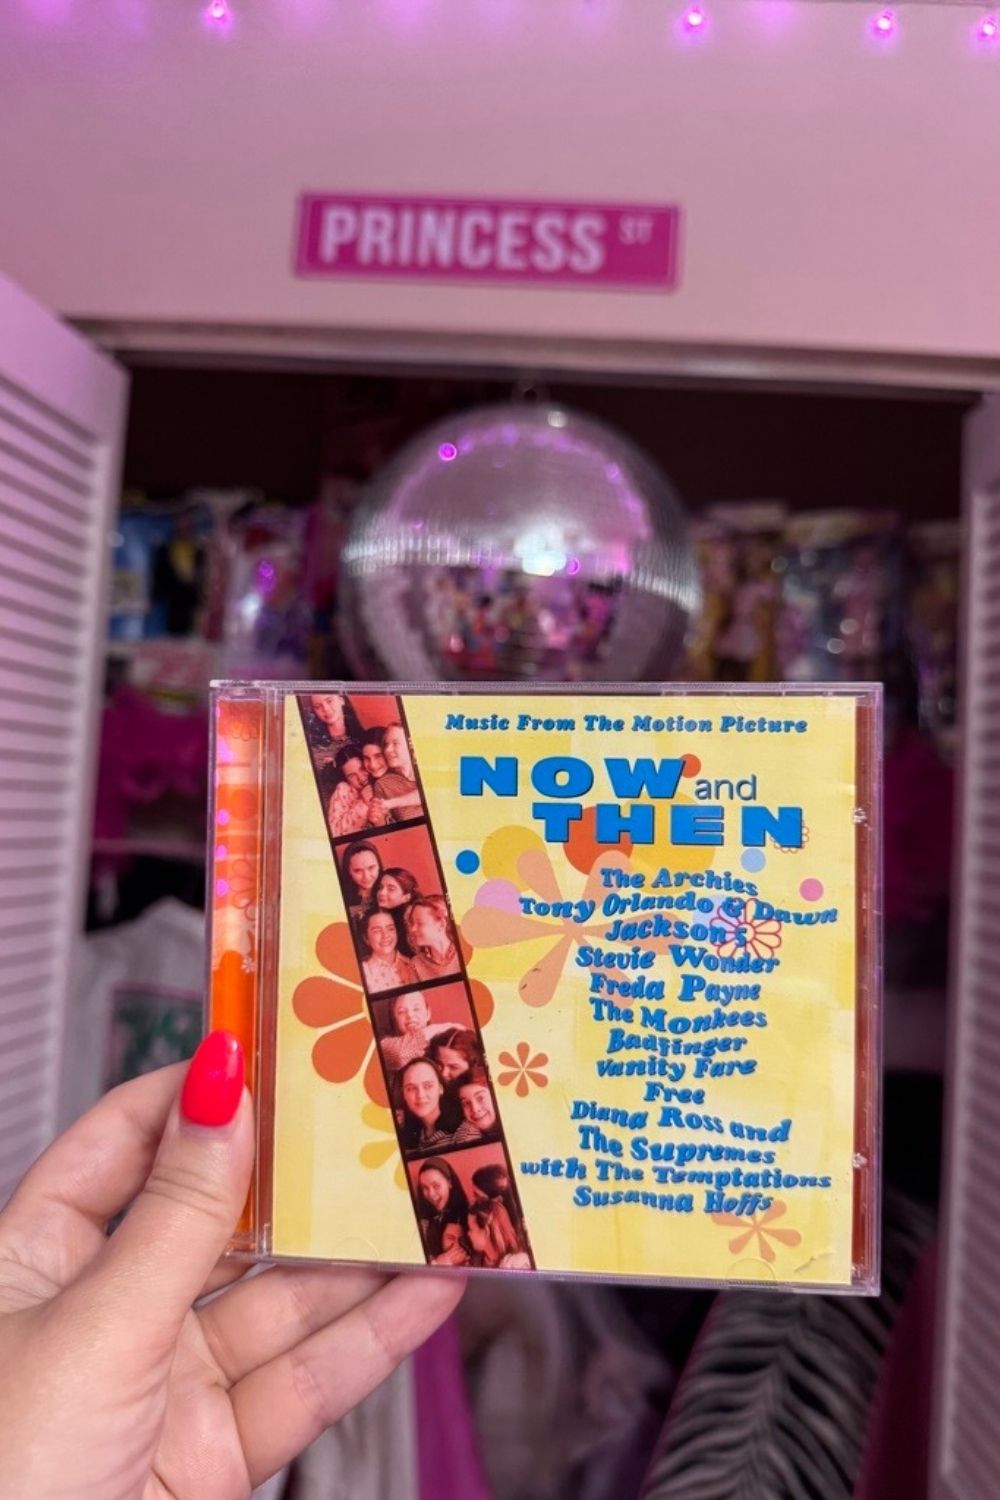 PRINCESS ST
Music From The Motion Picture
NOW and
THEN
The Archies
Tony Orlando & Dawn
Jackson 5
Stevie Wonder
Freda Payne
The Monkees
Badfinger
Vanity Fare
Free
Diana Ross and
The Supremes
with The Temptations
Susanna Hoffs